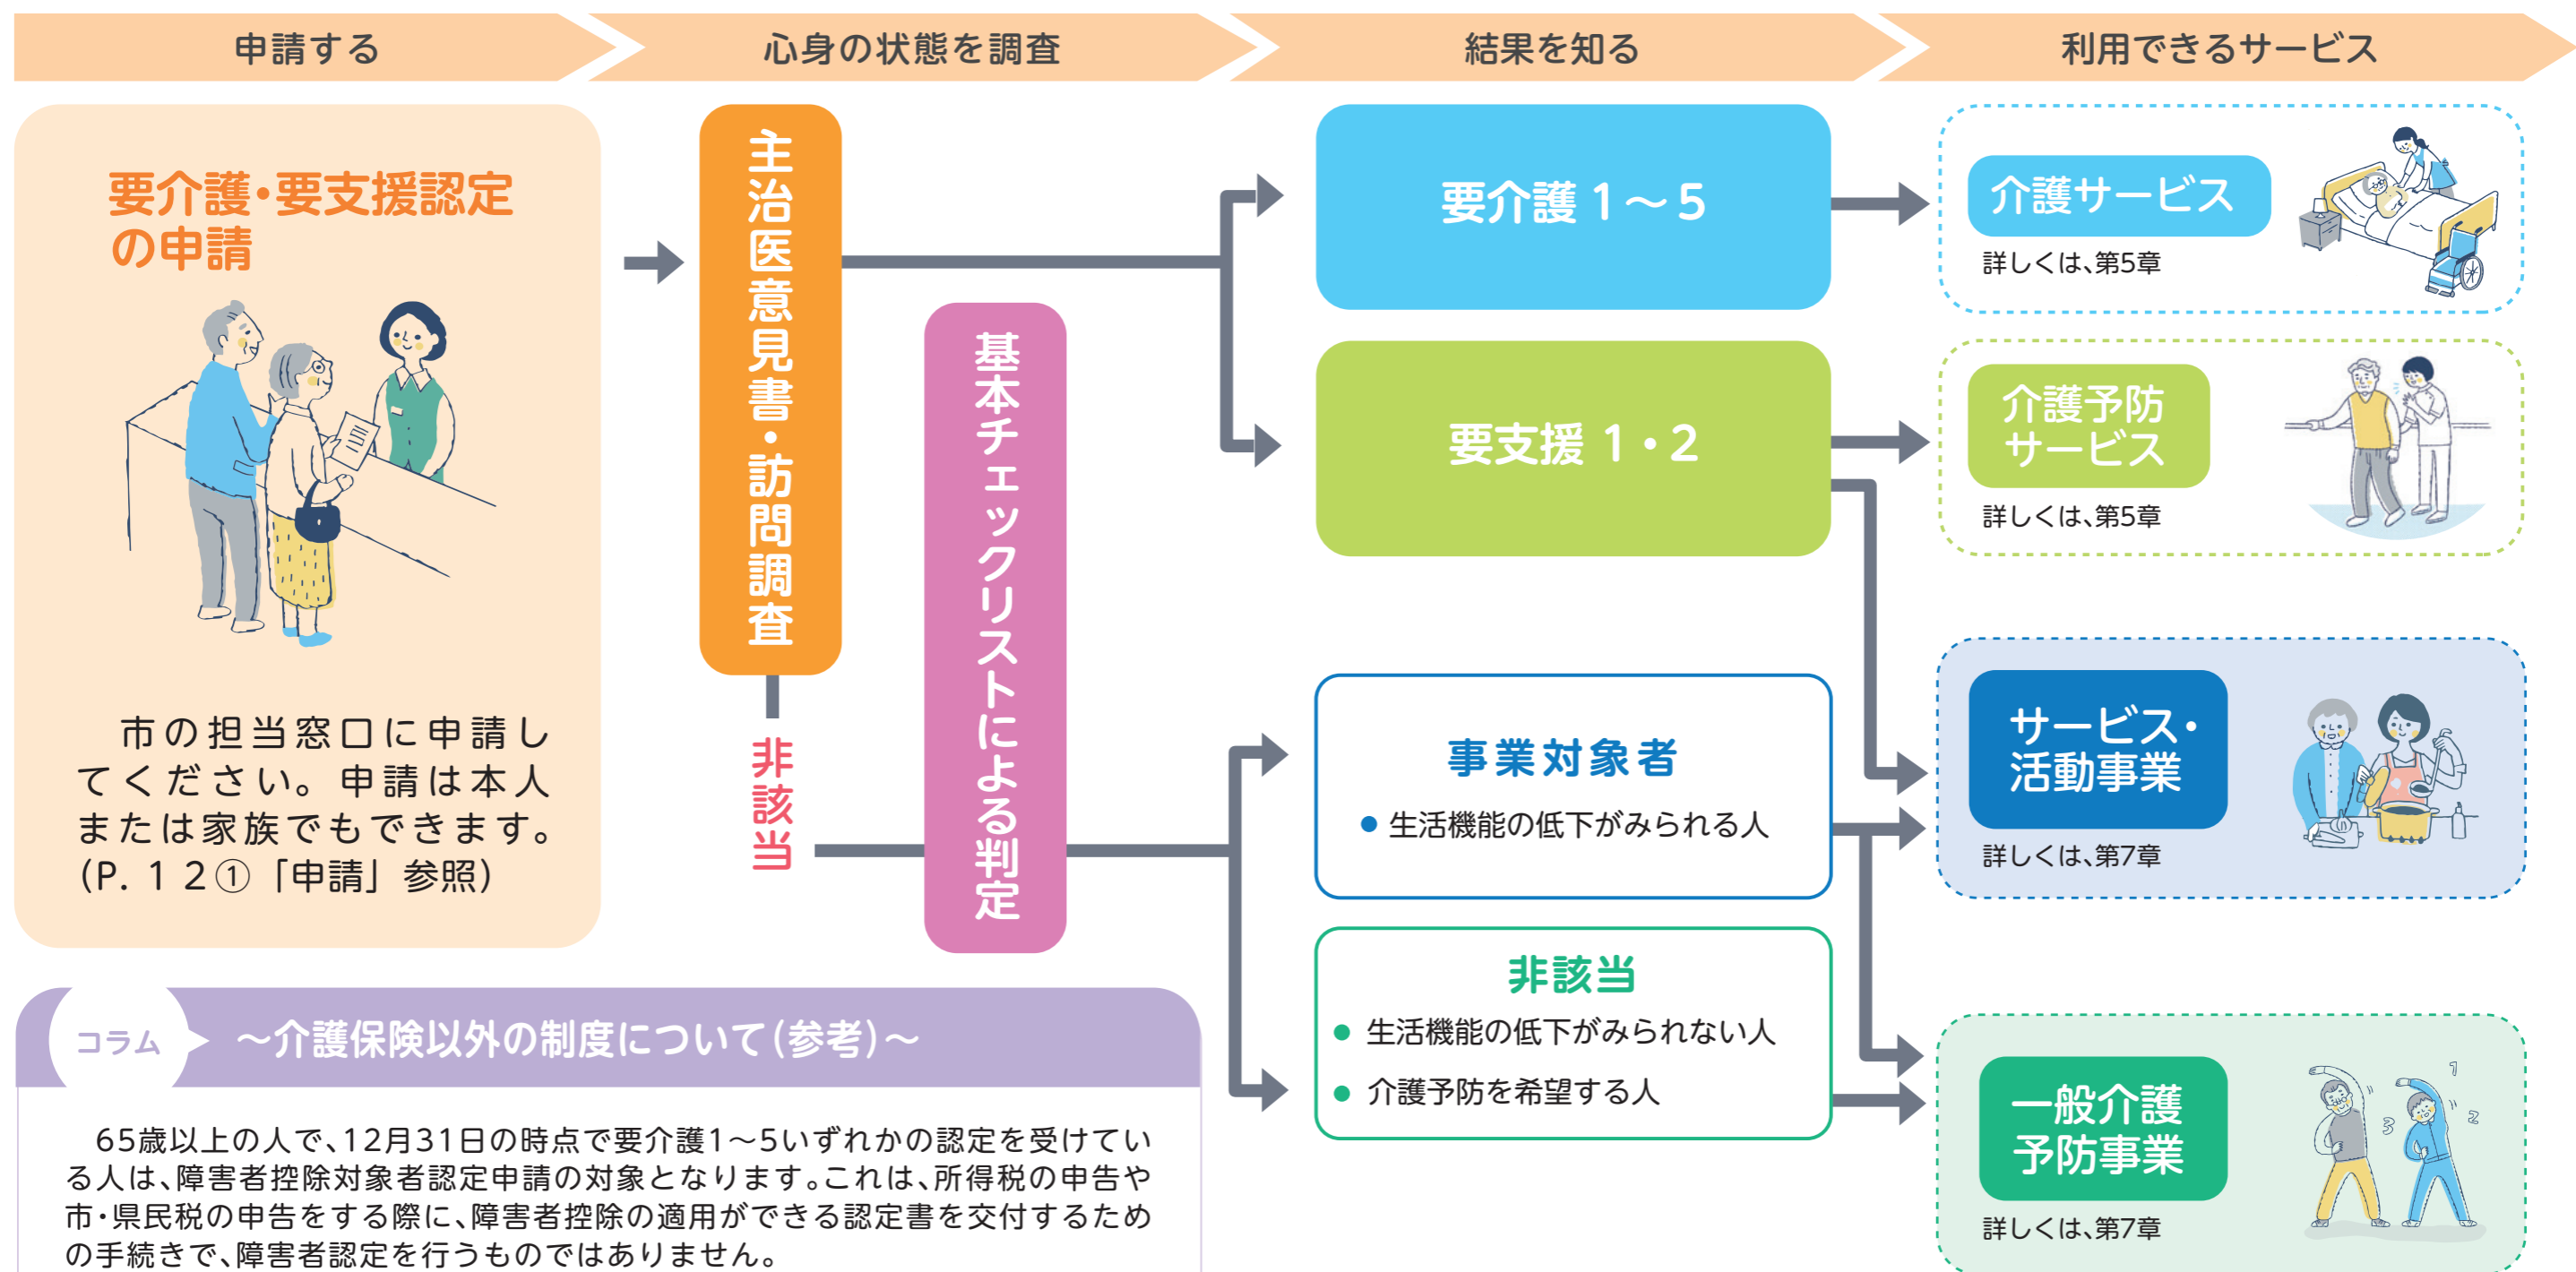 申請する
心身の状態を調査
結果を知る
利用できるサービス
要介護・要支援認定
の申請
市の担当窓口に申請し
てください。申請は本人
または家族でもできます。
(P. 1 2①「申請」参照)
主治医意見書・訪問調査
非該当
基本チェックリストによる判定
要介護 1～5
要支援 1・2
事業対象者
● 生活機能の低下がみられる人
非該当
● 生活機能の低下がみられない人
● 介護予防を希望する人
介護サービス
詳しくは、第5章
介護予防
サービス
詳しくは、第5章
サービス・
活動事業
詳しくは、第7章
一般介護
予防事業
詳しくは、第7章
1
2
3
コラム
～介護保険以外の制度について(参考)～
65歳以上の人で、12月31日の時点で要介護1～5いずれかの認定を受けてい
る人は、障害者控除対象者認定申請の対象となります。これは、所得税の申告や
市・県民税の申告をする際に、障害者控除の適用ができる認定書を交付するため
の手続きで、障害者認定を行うものではありません。